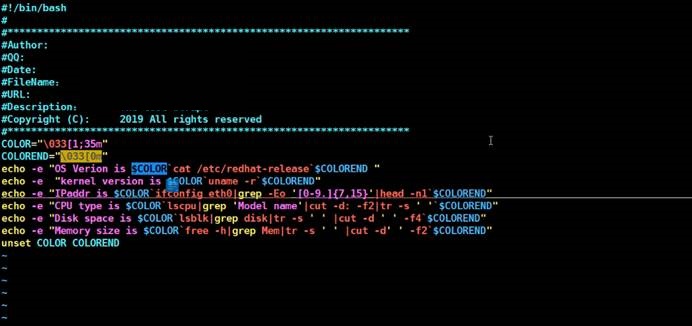 #!/bin/bash
#
#****************************************************************
#Author:
#QQ:
#Date:
#FileName:
#URL:
#Description:
#Copyright (C):     2019 All rights reserved
#****************************************************************
COLOR="\033[1;35m"
COLOREND="\033[0m"
echo -e "OS Verion is $COLOR`cat /etc/redhat-release`$COLOREND "
echo -e  "kernel version is $COLOR`uname -r`$COLOREND"
echo -e "IPaddr is $COLOR`ifconfig eth0|grep -Eo '[0-9.]{7,15}'|head -n1`$COLOREND"
echo -e "CPU type is $COLOR`lscpu|grep 'Model name'|cut -d: -f2|tr -s ' '`$COLOREND"
echo -e "Disk space is $COLOR`lsblk|grep disk|tr -s ' ' |cut -d ' ' -f4`$COLOREND"
echo -e "Memory size is $COLOR`free -h|grep Mem|tr -s ' ' |cut -d' ' -f2`$COLOREND"
unset COLOR COLOREND
~
~
~
~
~
~